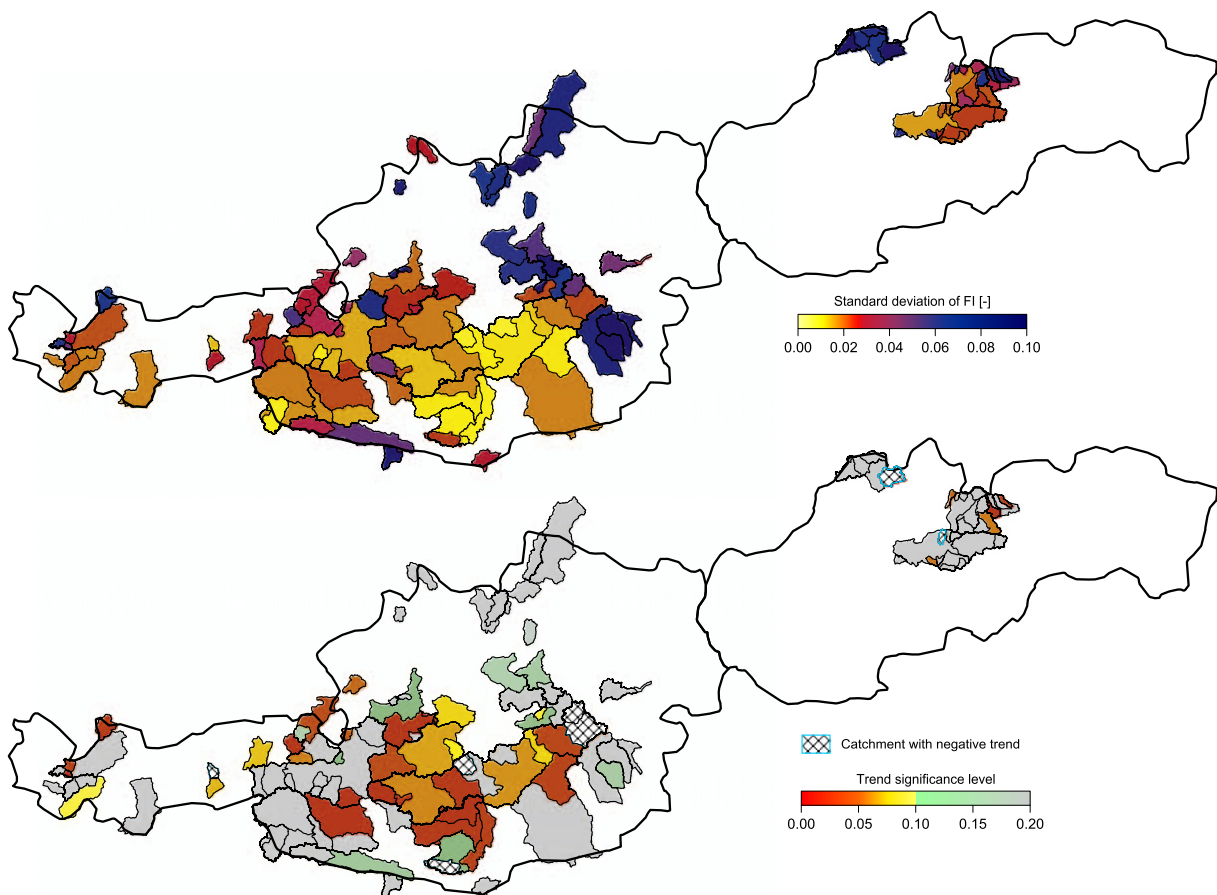 Standard deviation of FI [-]
0.00 0.02 0.04 0.06 0.08 0.10
Catchment with negative trend
Trend significance level
0.00 0.05 0.10 0.15 0.20